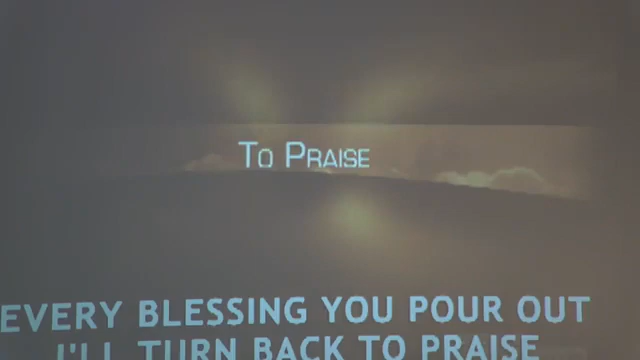 TO PRAISE
EVERY BLESSING YOU POUR OUT
I'LL TURN BACK TO PRAISE